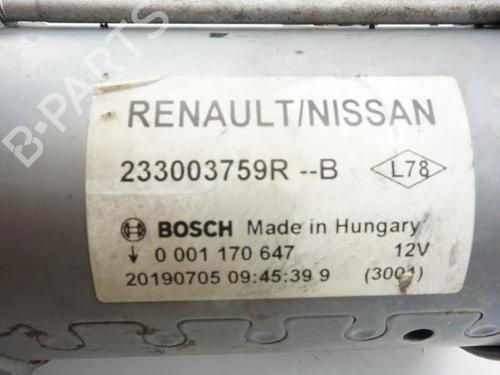 B-PARTS
RENAULT/NISSAN
233003759R --B L78
BOSCH Made in Hungary
↓ 0 001 170 647 12V
20190705 09:45:39 9 (3001)